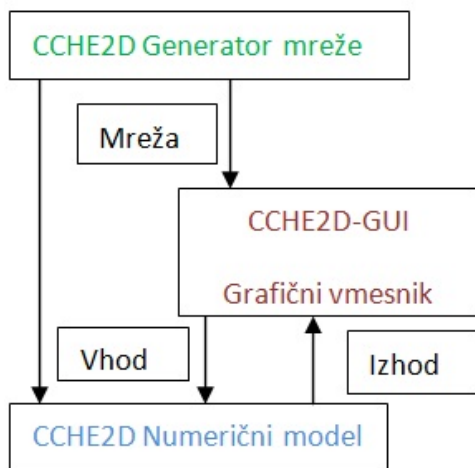 CCHE2D Generator mreže
Mreža
CCHE2D-GUI
Grafični vmesnik
Vhod
Izhod
CCHE2D Numerični model